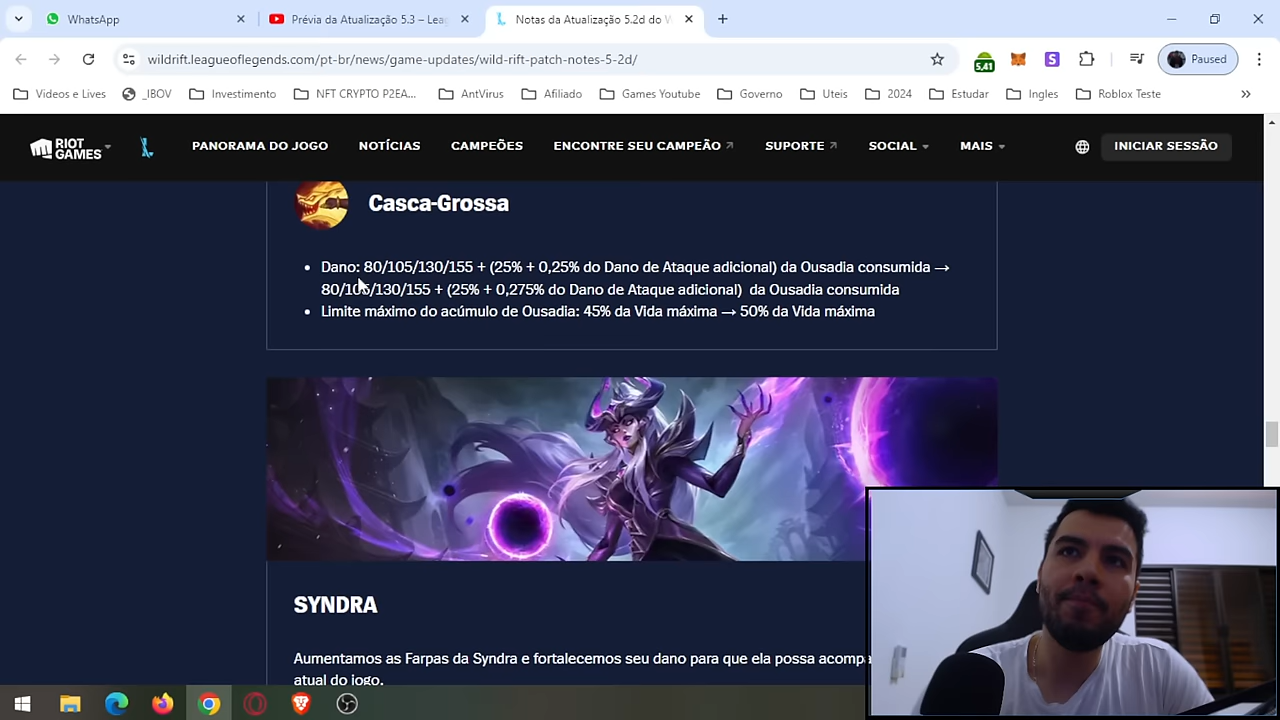 WhatsApp
Prévia da Atualização 5.3 – Lea
Notas da Atualização 5.2d do W
wildrift.leagueoflegends.com/pt-br/news/game-updates/wild-rift-patch-notes-5-2d/
5,41
S
Paused
Videos e Lives
_IBOV
Investimento
NFT CRYPTO P2EA...
AntVirus
Afiliado
Games Youtube
Governo
Uteis
2024
Estudar
Ingles
Roblox Teste
RIOT
GAMES
PANORAMA DO JOGO
NOTÍCIAS
CAMPEÕES
ENCONTRE SEU CAMPEÃO
SUPORTE
SOCIAL
MAIS
INICIAR SESSÃO
Casca-Grossa
• Dano: 80/105/130/155 + (25% + 0,25% do Dano de Ataque adicional) da Ousadia consumida →
80/105/130/155 + (25% + 0,275% do Dano de Ataque adicional) da Ousadia consumida
• Limite máximo do acúmulo de Ousadia: 45% da Vida máxima → 50% da Vida máxima
SYNDRA
Aumentamos as Farpas da Syndra e fortalecemos seu dano para que ela possa acompa
atual do jogo.